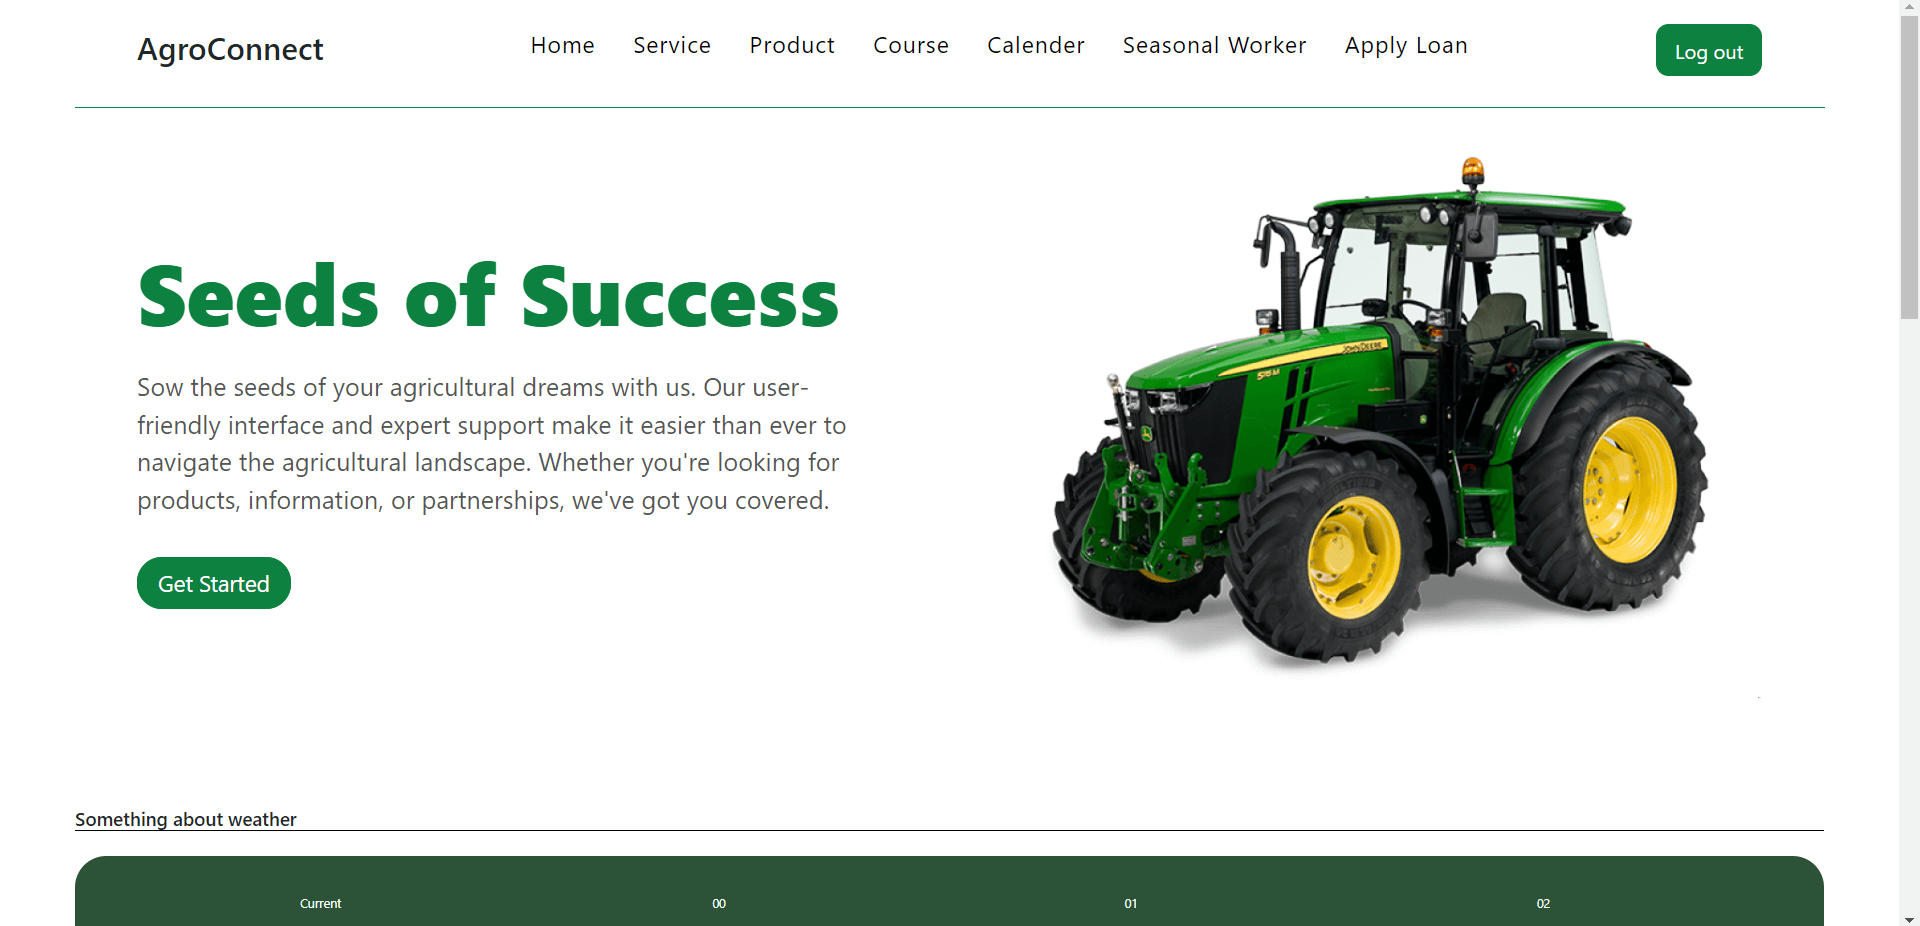 AgroConnect
Home Service Product Course Calender Seasonal Worker Apply Loan
Log out
Seeds of Success
Sow the seeds of your agricultural dreams with us. Our user-
friendly interface and expert support make it easier than ever to
navigate the agricultural landscape. Whether you're looking for
products, information, or partnerships, we've got you covered.
Get Started
JOHN DEERE
5115 M
Something about weather
Current 00 01 02